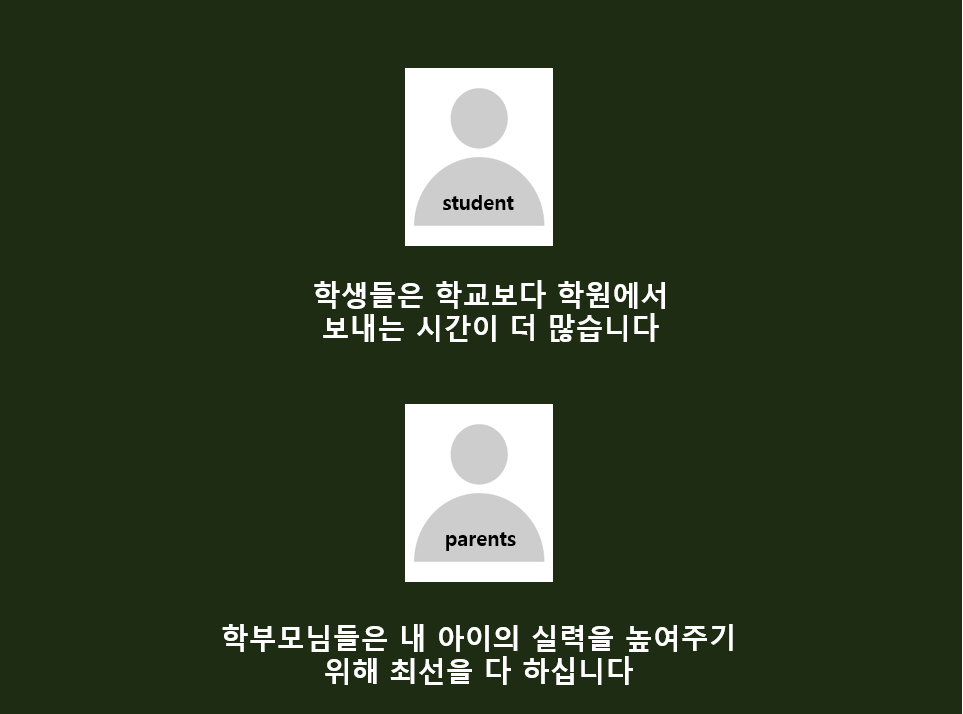 student
학생들은 학교보다 학원에서
보내는 시간이 더 많습니다
parents
학부모님들은 내 아이의 실력을 높여주기
위해 최선을 다 하십니다